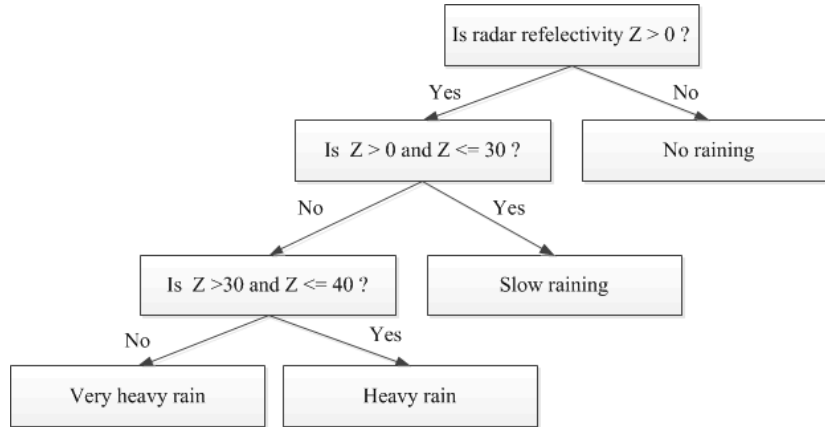 Is radar refelectivity Z > 0 ?
Yes
No
Is Z > 0 and Z <= 30 ?
No raining
No
Yes
Is Z >30 and Z <= 40 ?
Slow raining
No
Yes
Very heavy rain
Heavy rain